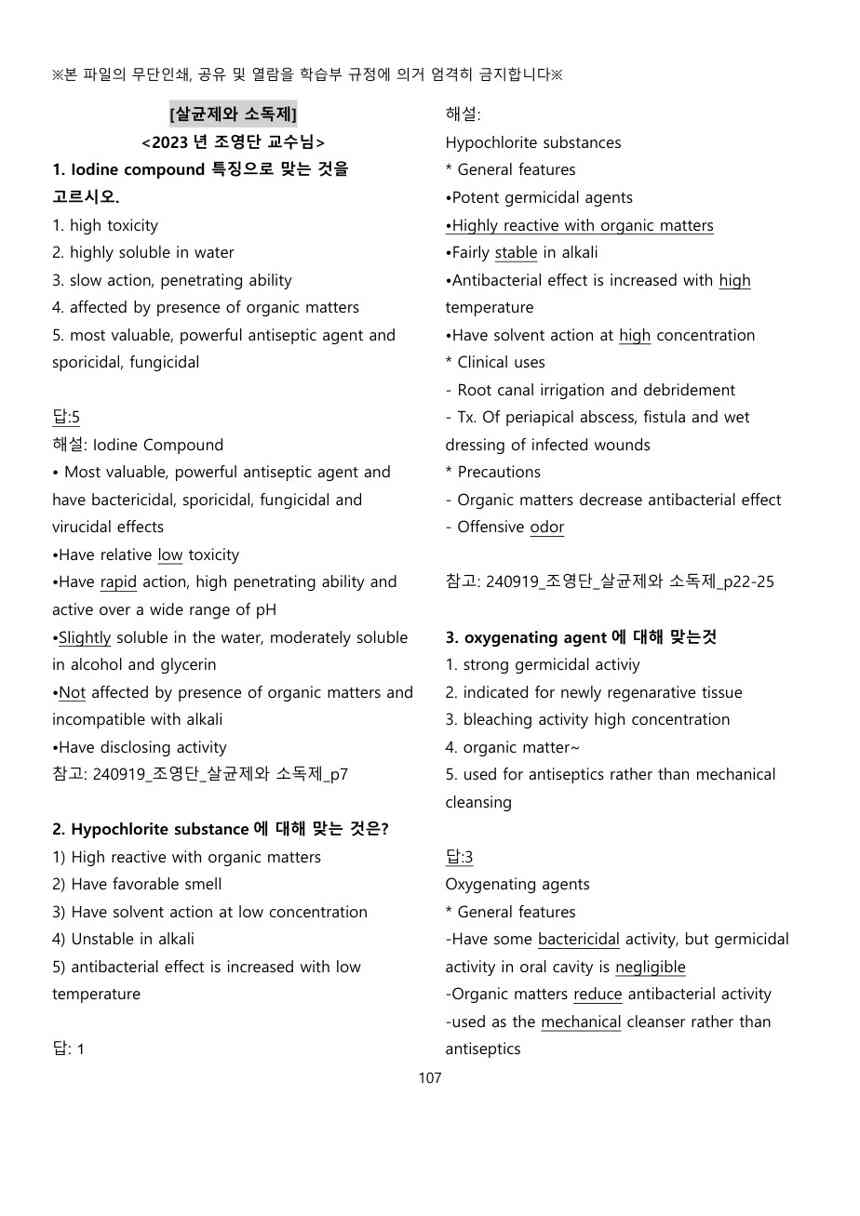 ※본 파일의 무단인쇄, 공유 및 열람을 학습부 규정에 의거 엄격히 금지합니다※
[살균제와 소독제]
<2023 년 조영단 교수님>
1. Iodine compound 특징으로 맞는 것을
고르시오.
1. high toxicity
2. highly soluble in water
3. slow action, penetrating ability
4. affected by presence of organic matters
5. most valuable, powerful antiseptic agent and
sporicidal, fungicidal
답:5
해설: Iodine Compound
• Most valuable, powerful antiseptic agent and
have bactericidal, sporicidal, fungicidal and
virucidal effects
•Have relative low toxicity
•Have rapid action, high penetrating ability and
active over a wide range of pH
•Slightly soluble in the water, moderately soluble
in alcohol and glycerin
•Not affected by presence of organic matters and
incompatible with alkali
•Have disclosing activity
참고: 240919_조영단_살균제와 소독제_p7
2. Hypochlorite substance 에 대해 맞는 것은?
1) High reactive with organic matters
2) Have favorable smell
3) Have solvent action at low concentration
4) Unstable in alkali
5) antibacterial effect is increased with low
temperature
답: 1
해설:
Hypochlorite substances
* General features
•Potent germicidal agents
•Highly reactive with organic matters
•Fairly stable in alkali
•Antibacterial effect is increased with high
temperature
•Have solvent action at high concentration
* Clinical uses
- Root canal irrigation and debridement
- Tx. Of periapical abscess, fistula and wet
dressing of infected wounds
* Precautions
- Organic matters decrease antibacterial effect
- Offensive odor
참고: 240919_조영단_살균제와 소독제_p22-25
3. oxygenating agent 에 대해 맞는것
1. strong germicidal activiy
2. indicated for newly regenarative tissue
3. bleaching activity high concentration
4. organic matter~
5. used for antiseptics rather than mechanical
cleansing
답:3
Oxygenating agents
* General features
-Have some bactericidal activity, but germicidal
activity in oral cavity is negligible
-Organic matters reduce antibacterial activity
-used as the mechanical cleanser rather than
antiseptics
107